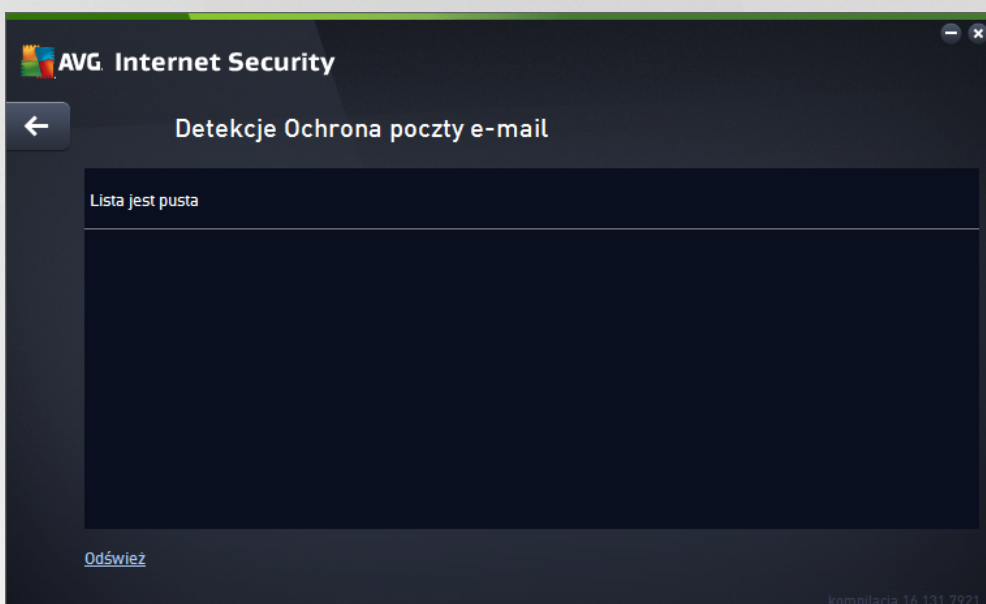 AVG. Internet Security
Detekcje Ochrona poczty e-mail
Lista jest pusta
Odśwież
kompilacja 16.131.7921